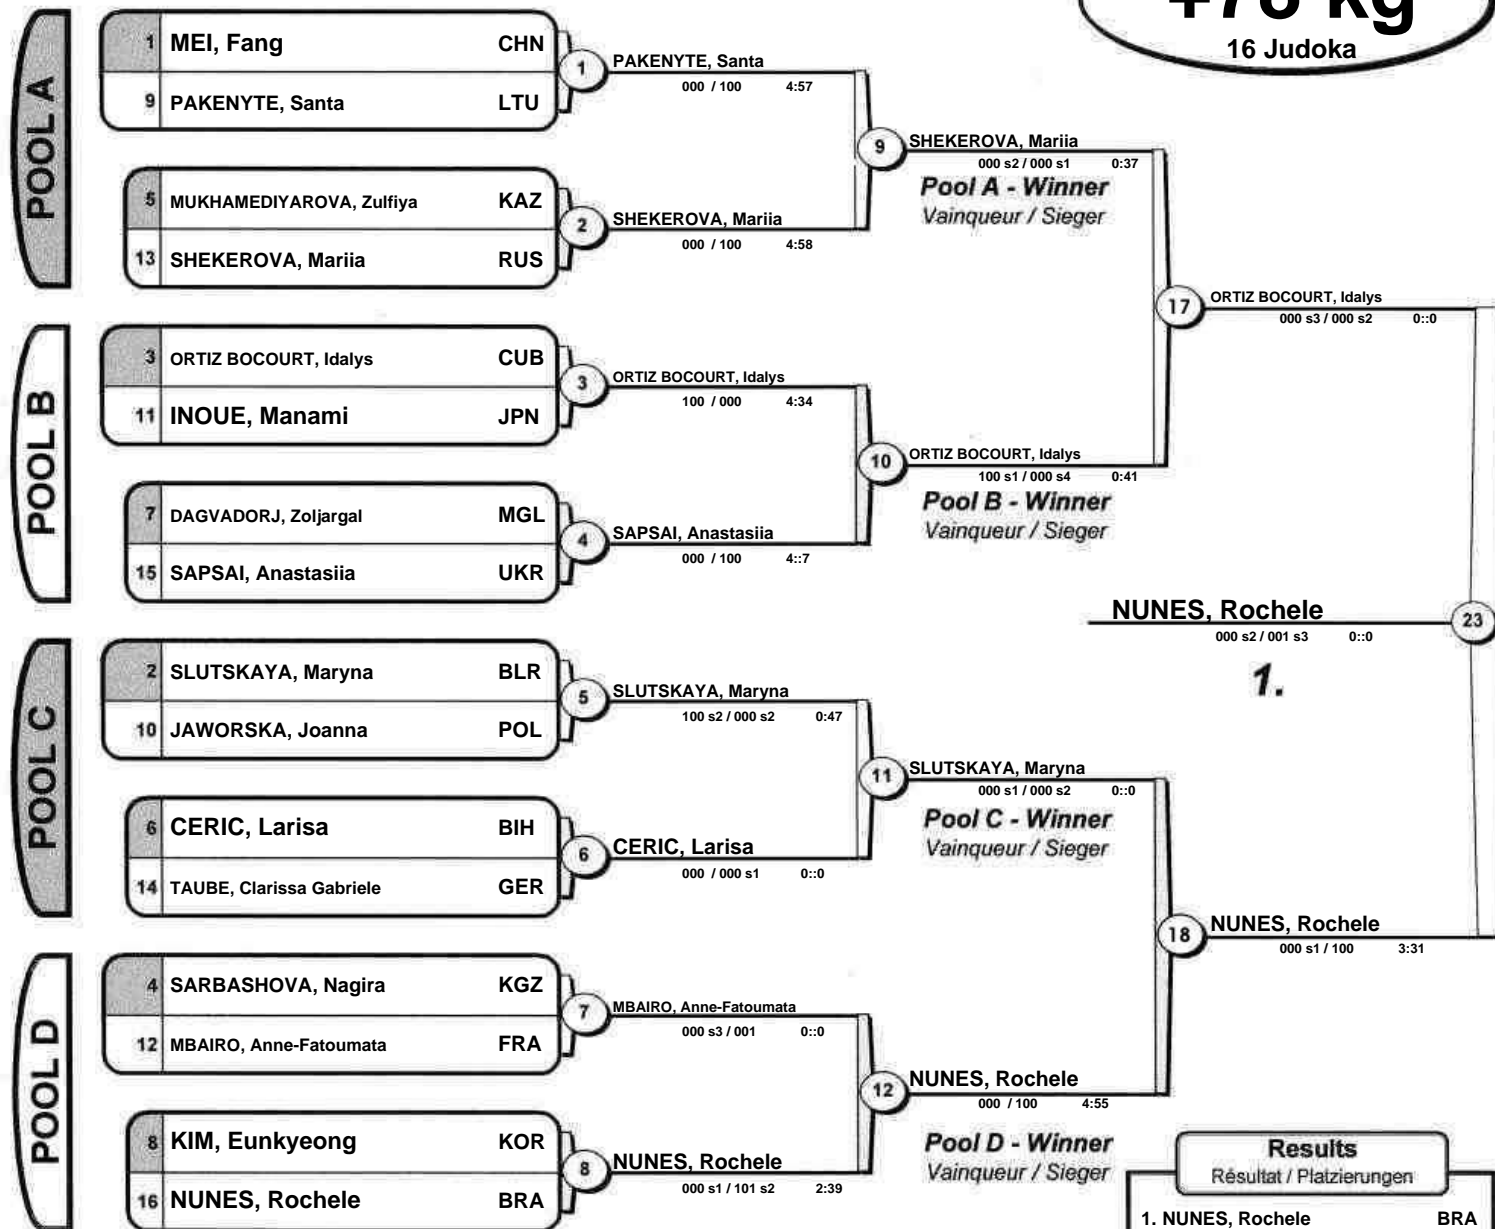 +78 kg
16 Judoka
POOL A
1 MEI, Fang CHN
9 PAKENYTE, Santa LTU
1
PAKENYTE, Santa
000 / 100 4:57
5 MUKHAMEDIYAROVA, Zulfiya KAZ
13 SHEKEROVA, Mariia RUS
2
SHEKEROVA, Mariia
000 / 100 4:58
9
SHEKEROVA, Mariia
000 s2 / 000 s1 0:37
Pool A - Winner
Vainqueur / Sieger
POOL B
3 ORTIZ BOCOURT, Idalys CUB
11 INOUE, Manami JPN
3
ORTIZ BOCOURT, Idalys
100 / 000 4:34
7 DAGVADORJ, Zoljargal MGL
15 SAPSAI, Anastasiia UKR
4
SAPSAI, Anastasiia
000 / 100 4::7
10
ORTIZ BOCOURT, Idalys
100 s1 / 000 s4 0:41
Pool B - Winner
Vainqueur / Sieger
17
ORTIZ BOCOURT, Idalys
000 s3 / 000 s2 0::0
NUNES, Rochele
23
000 s2 / 001 s3 0::0
1.
POOL C
2 SLUTSKAYA, Maryna BLR
10 JAWORSKA, Joanna POL
5
SLUTSKAYA, Maryna
100 s2 / 000 s2 0:47
6 CERIC, Larisa BIH
14 TAUBE, Clarissa Gabriele GER
6
CERIC, Larisa
000 / 000 s1 0::0
11
SLUTSKAYA, Maryna
000 s1 / 000 s2 0::0
Pool C - Winner
Vainqueur / Sieger
POOL D
4 SARBASHOVA, Nagira KGZ
12 MBAIRO, Anne-Fatoumata FRA
7
MBAIRO, Anne-Fatoumata
000 s3 / 001 0::0
8 KIM, Eunkyeong KOR
16 NUNES, Rochele BRA
8
NUNES, Rochele
000 s1 / 101 s2 2:39
12
NUNES, Rochele
000 / 100 4:55
Pool D - Winner
Vainqueur / Sieger
18
NUNES, Rochele
000 s1 / 100 3:31
Results
Résultat / Platzierungen
1. NUNES, Rochele BRA